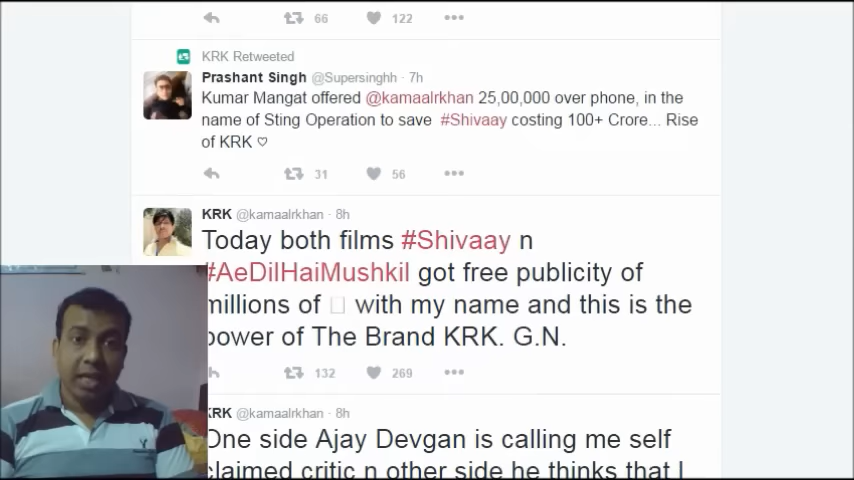 66 122
KRK Retweeted
Prashant Singh @Supersinghh · 7h
Kumar Mangat offered @kamaalrkhan 25,00,000 over phone, in the
name of Sting Operation to save #Shivaay costing 100+ Crore... Rise
of KRK ♡
31 56
KRK @kamaalrkhan · 8h
Today both films #Shivaay n
#AeDilHaiMushkil got free publicity of
millions of □ with my name and this is the
power of The Brand KRK. G.N.
132 269
KRK @kamaalrkhan · 8h
One side Ajay Devgan is calling me self
claimed critic n other side he thinks that I